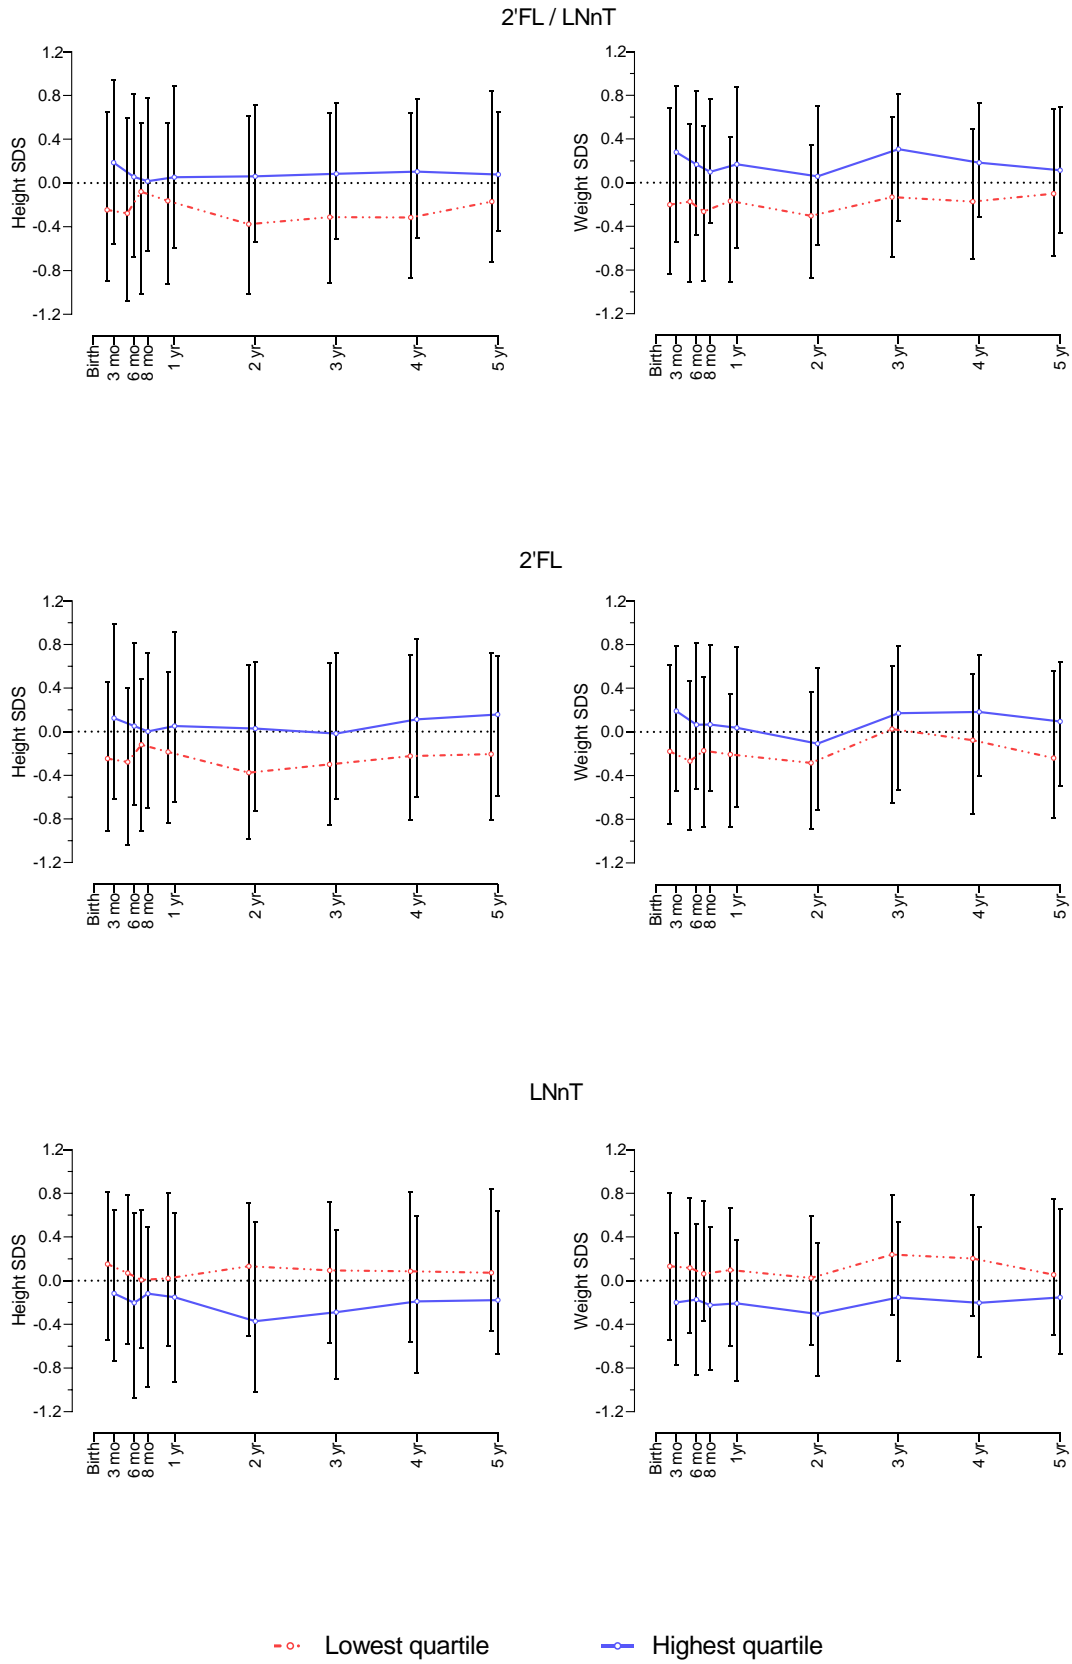 2'FL / LNnT
1.2
0.8
0.4
0.0
-0.4
-0.8
-1.2
Height SDS
Birth
3 mo
6 mo
8 mo
1 yr
2 yr
3 yr
4 yr
5 yr
1.2
0.8
0.4
0.0
-0.4
-0.8
-1.2
Weight SDS
Birth
3 mo
6 mo
8 mo
1 yr
2 yr
3 yr
4 yr
5 yr
2'FL
1.2
0.8
0.4
0.0
-0.4
-0.8
-1.2
Height SDS
Birth
3 mo
6 mo
8 mo
1 yr
2 yr
3 yr
4 yr
5 yr
1.2
0.8
0.4
0.0
-0.4
-0.8
-1.2
Weight SDS
Birth
3 mo
6 mo
8 mo
1 yr
2 yr
3 yr
4 yr
5 yr
LNnT
1.2
0.8
0.4
0.0
-0.4
-0.8
-1.2
Height SDS
Birth
3 mo
6 mo
8 mo
1 yr
2 yr
3 yr
4 yr
5 yr
1.2
0.8
0.4
0.0
-0.4
-0.8
-1.2
Weight SDS
Birth
3 mo
6 mo
8 mo
1 yr
2 yr
3 yr
4 yr
5 yr
Lowest quartile
Highest quartile